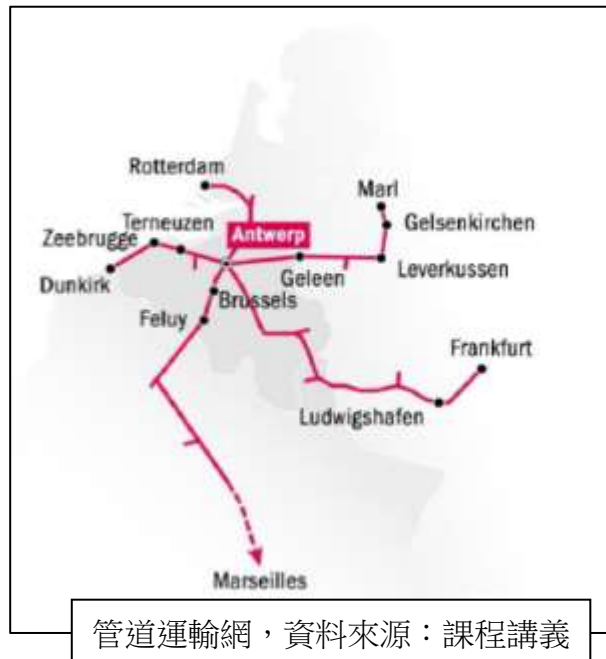 Rotterdam
Marl
Gelsenkirchen
Terneuzen
Zeebrugge
Antwerp
Geleen
Leverkussen
Dunkirk
Brussels
Feluy
Frankfurt
Ludwigshafen
Marseilles
管道運輸網，資料來源：課程講義